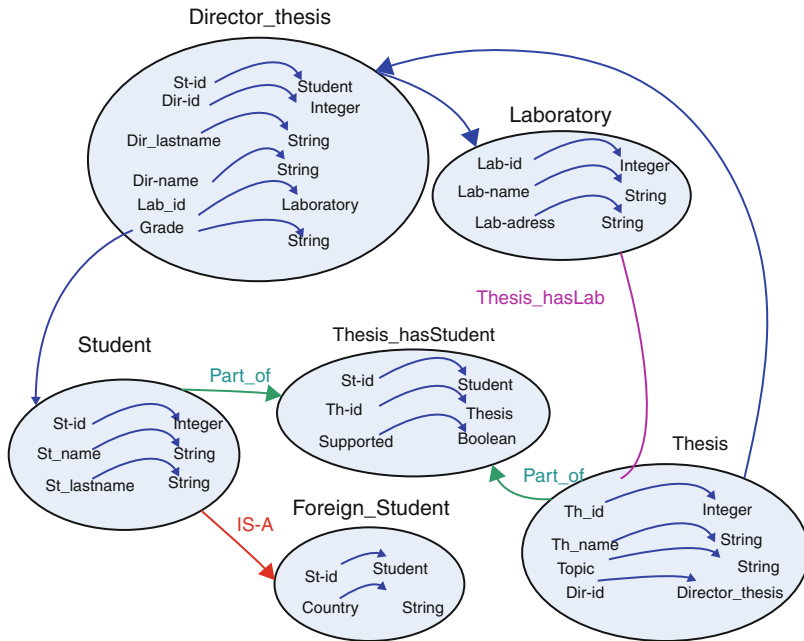 Director_thesis
St-id Student
Dir-id Integer
Dir_lastname String
Dir-name String
Lab_id Laboratory
Grade String
Laboratory
Lab-id Integer
Lab-name String
Lab-adress String
Thesis_hasLab
Student
St-id Integer
St_name String
St_lastname String
Part_of
Thesis_hasStudent
St-id Student
Th-id Thesis
Supported Boolean
Part_of
IS-A
Foreign_Student
St-id Student
Country String
Thesis
Th_id Integer
Th_name String
Topic String
Dir-id Director_thesis